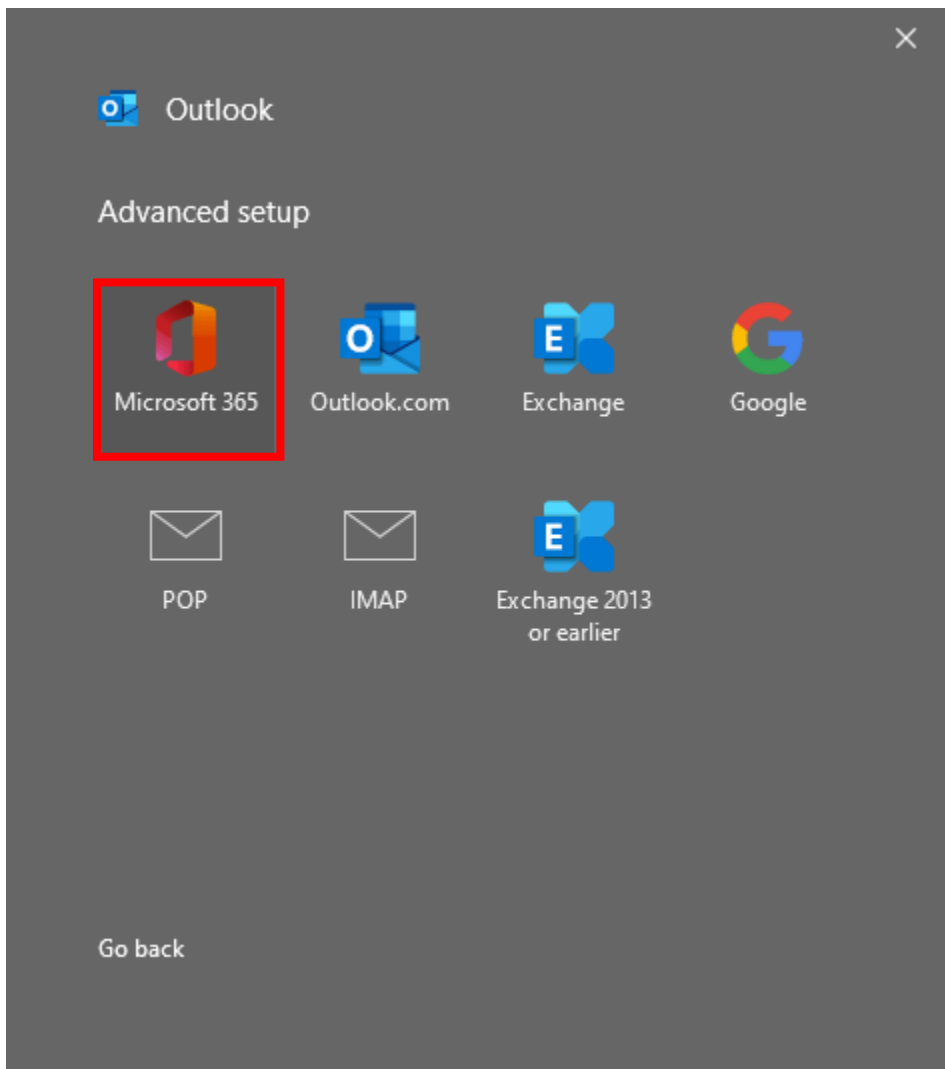 Outlook
Advanced setup
Microsoft 365
Outlook.com
Exchange
Google
POP
IMAP
Exchange 2013
or earlier
Go back